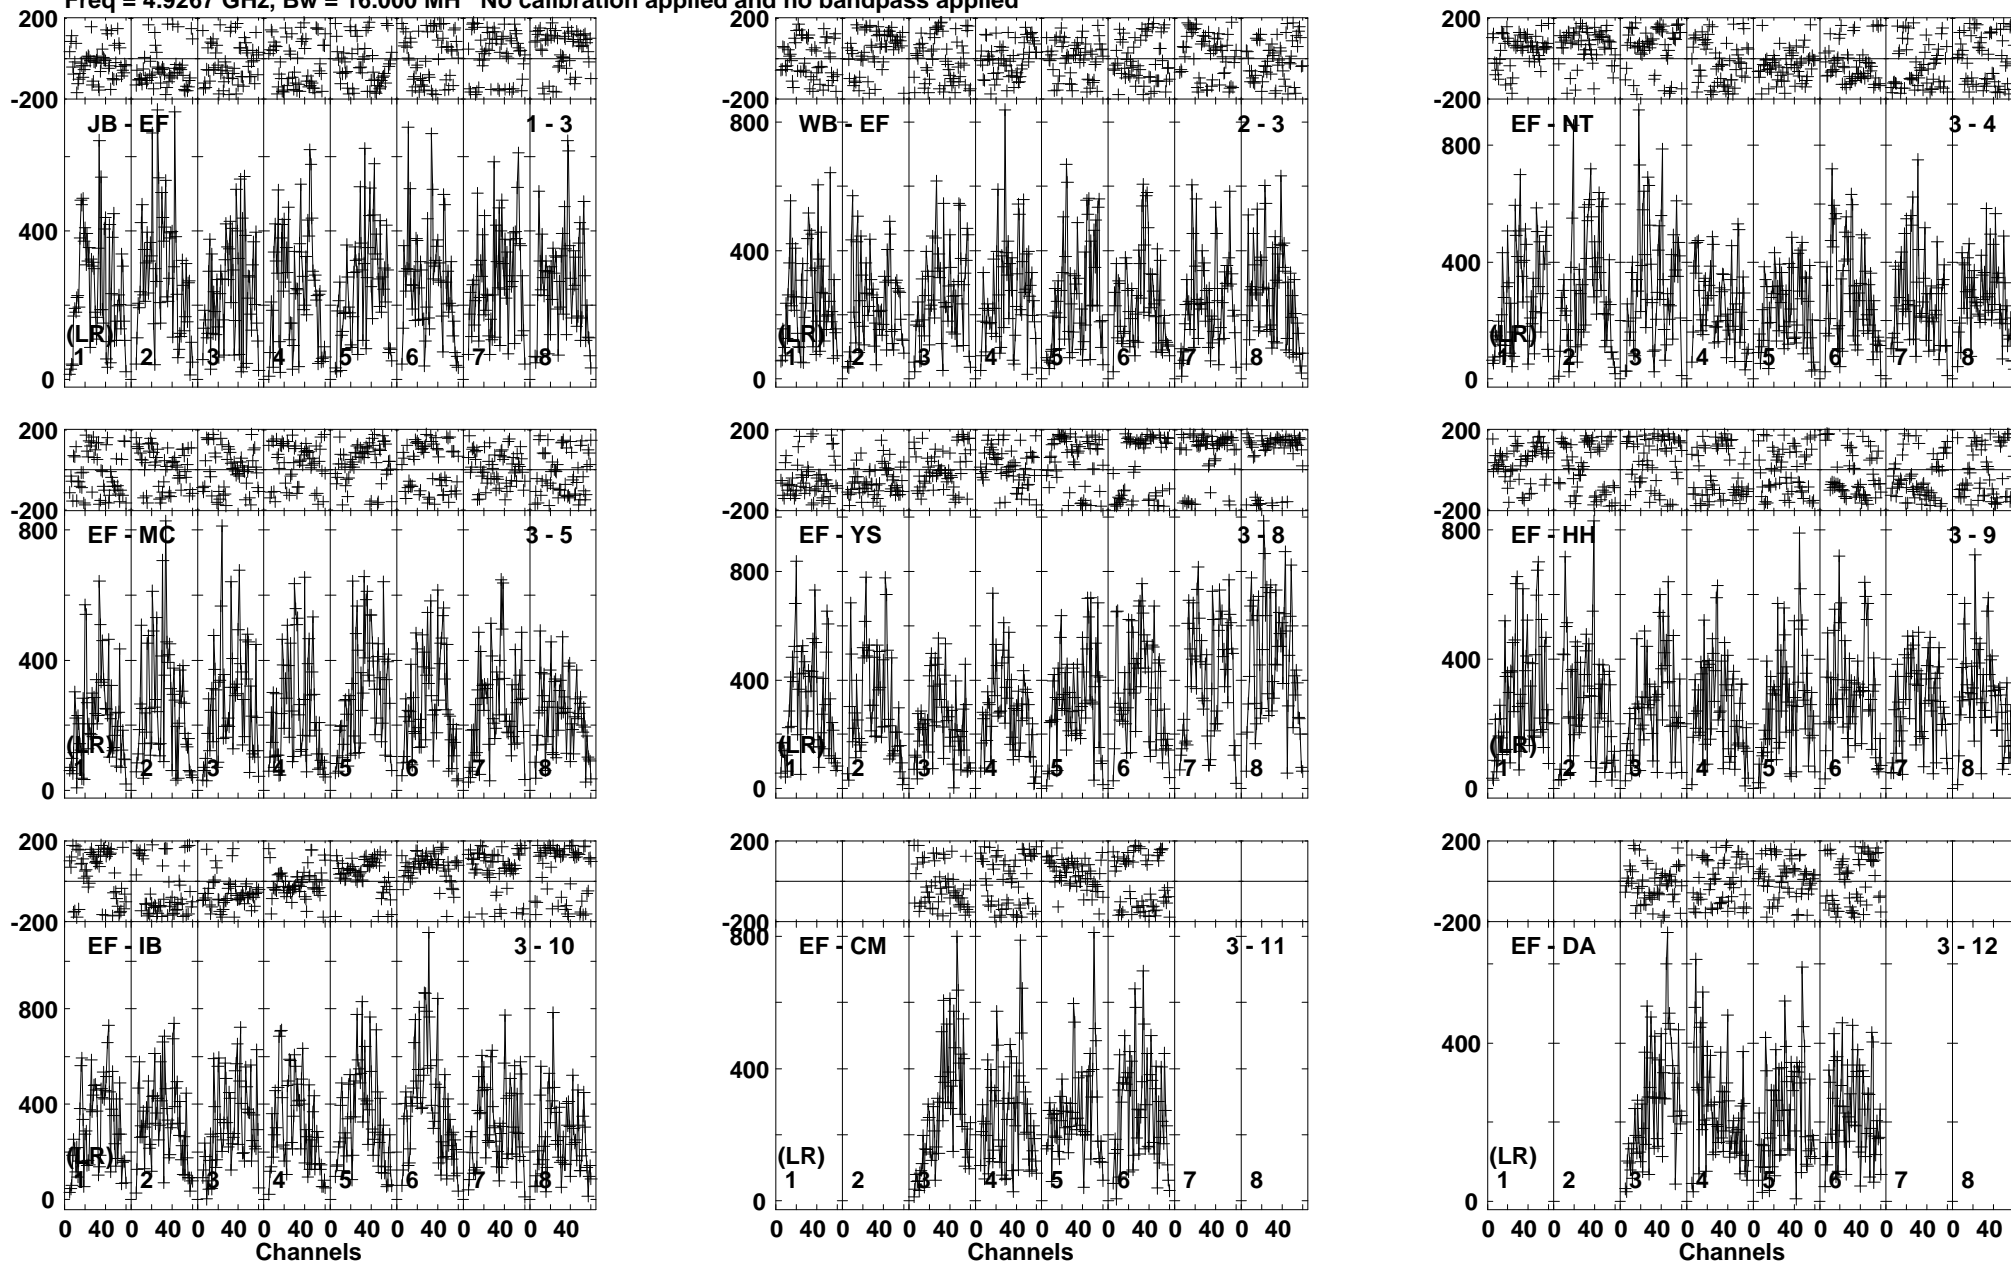 Freq = 4.9267 GHz, Bw = 16.000 MH No calibration applied and no bandpass applied
200 200 200
-200 -200 -200
JB - EF 1 - 3 WB - EF 2 - 3 EF - NT 3 - 4
800 800
400 400 400
(LR) (LR) (LR)
1 2 3 4 5 6 7 8 1 2 3 4 5 6 7 8 1 2 3 4 5 6 7 8
0 0 0
200 200 200
-200 -200 -200
800 800
EF - MC 3 - 5 EF - YS 3 - 8 EF - HH 3 - 9
800
400 400 400
(LR) (LR) (LR)
1 2 3 4 5 6 7 8 1 2 3 4 5 6 7 8 1 2 3 4 5 6 7 8
0 0 0
200 200 200
-200 -200 -200
800
EF - IB 3 - 10 EF - CM 3 - 11 EF - DA 3 - 12
800
400 400 400
(LR) (LR) (LR)
1 2 3 4 5 6 7 8 1 2 3 4 5 6 7 8 1 2 3 4 5 6 7 8
0 0 0
0 40 0 40 0 40 0 40 0 40 0 40 0 40 0 40 0 40 0 40 0 40 0 40 0 40 0 40 0 40 0 40 0 40 0 40 0 40 0 40 0 40 0 40 0 40 0 40
Channels Channels Channels